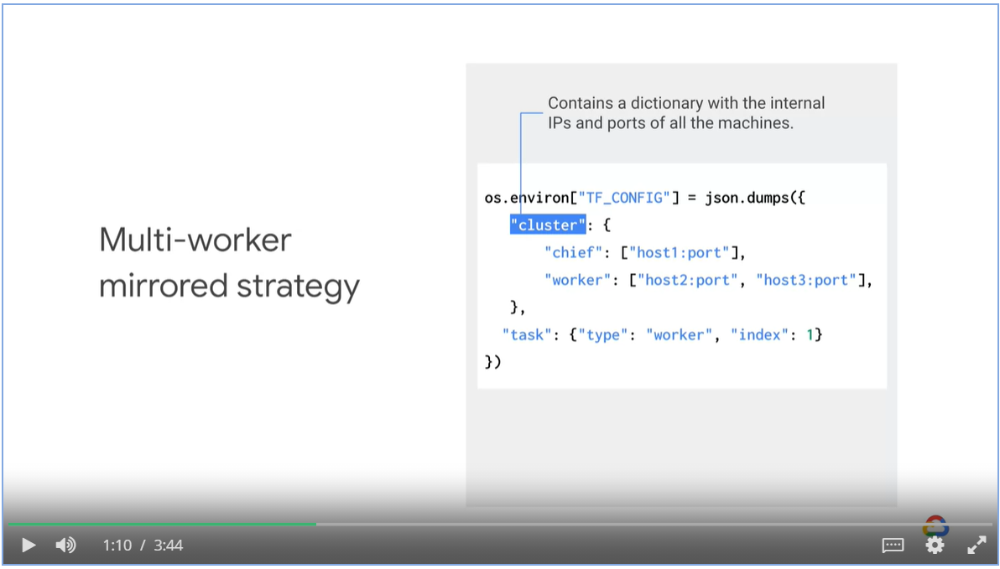 Contains a dictionary with the internal
IPs and ports of all the machines.
Multi-worker
mirrored strategy
os.environ["TF_CONFIG"] = json.dumps({
"cluster": {
"chief": ["host1:port"],
"worker": ["host2:port", "host3:port"],
},
"task": {"type": "worker", "index": 1}
})
1:10 / 3:44